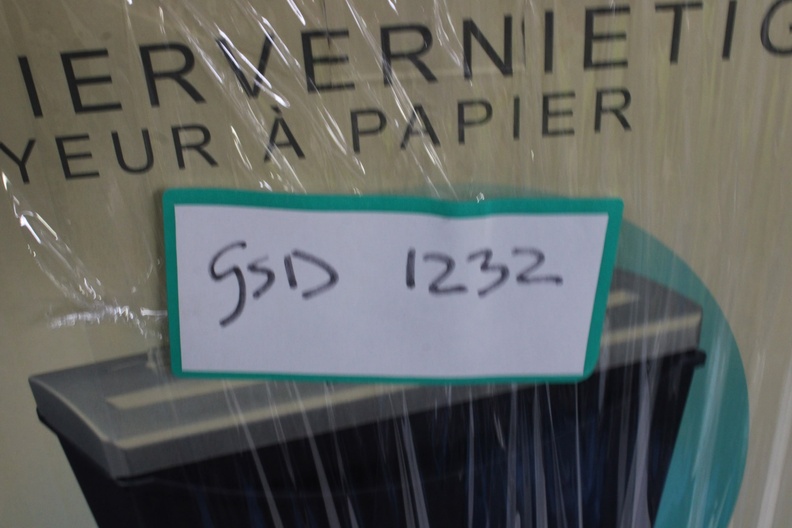 IERVERNIETIG
YEUR À PAPIER
GSD 1232